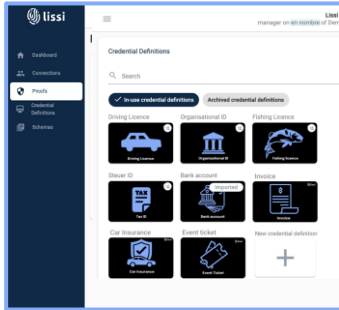 lissi
Lissi
manager on en nombre of Dem
Dashboard
Connections
Proofs
Credential
Definitions
Schemas
Credential Definitions
Search
In-use credential definitions
Archived credential definitions
Driving Licence
Organisational ID
Fishing Licence
Driving Licence
Organisational ID
Fishing licence
Steuer ID
Bank account
Invoice
Imported
TAX
Tax ID
Bank account
Invoice
Car Insurance
Event ticket
New credential definition
Car Insurance
Event Ticket